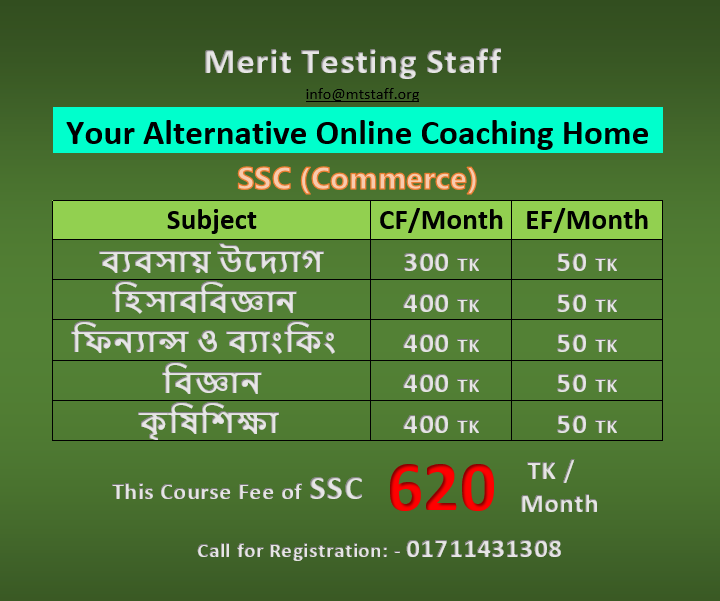 Merit Testing Staff
info@mtstaff.org
Your Alternative Online Coaching Home
SSC (Commerce)
Subject CF/Month EF/Month
ব্যবসায় উদ্যোগ 300 TK 50 TK
হিসাববিজ্ঞান 400 TK 50 TK
ফিন্যান্স ও ব্যাংকিং 400 TK 50 TK
বিজ্ঞান 400 TK 50 TK
কৃষিশিক্ষা 400 TK 50 TK
This Course Fee of SSC 620 TK /
Month
Call for Registration: - 01711431308